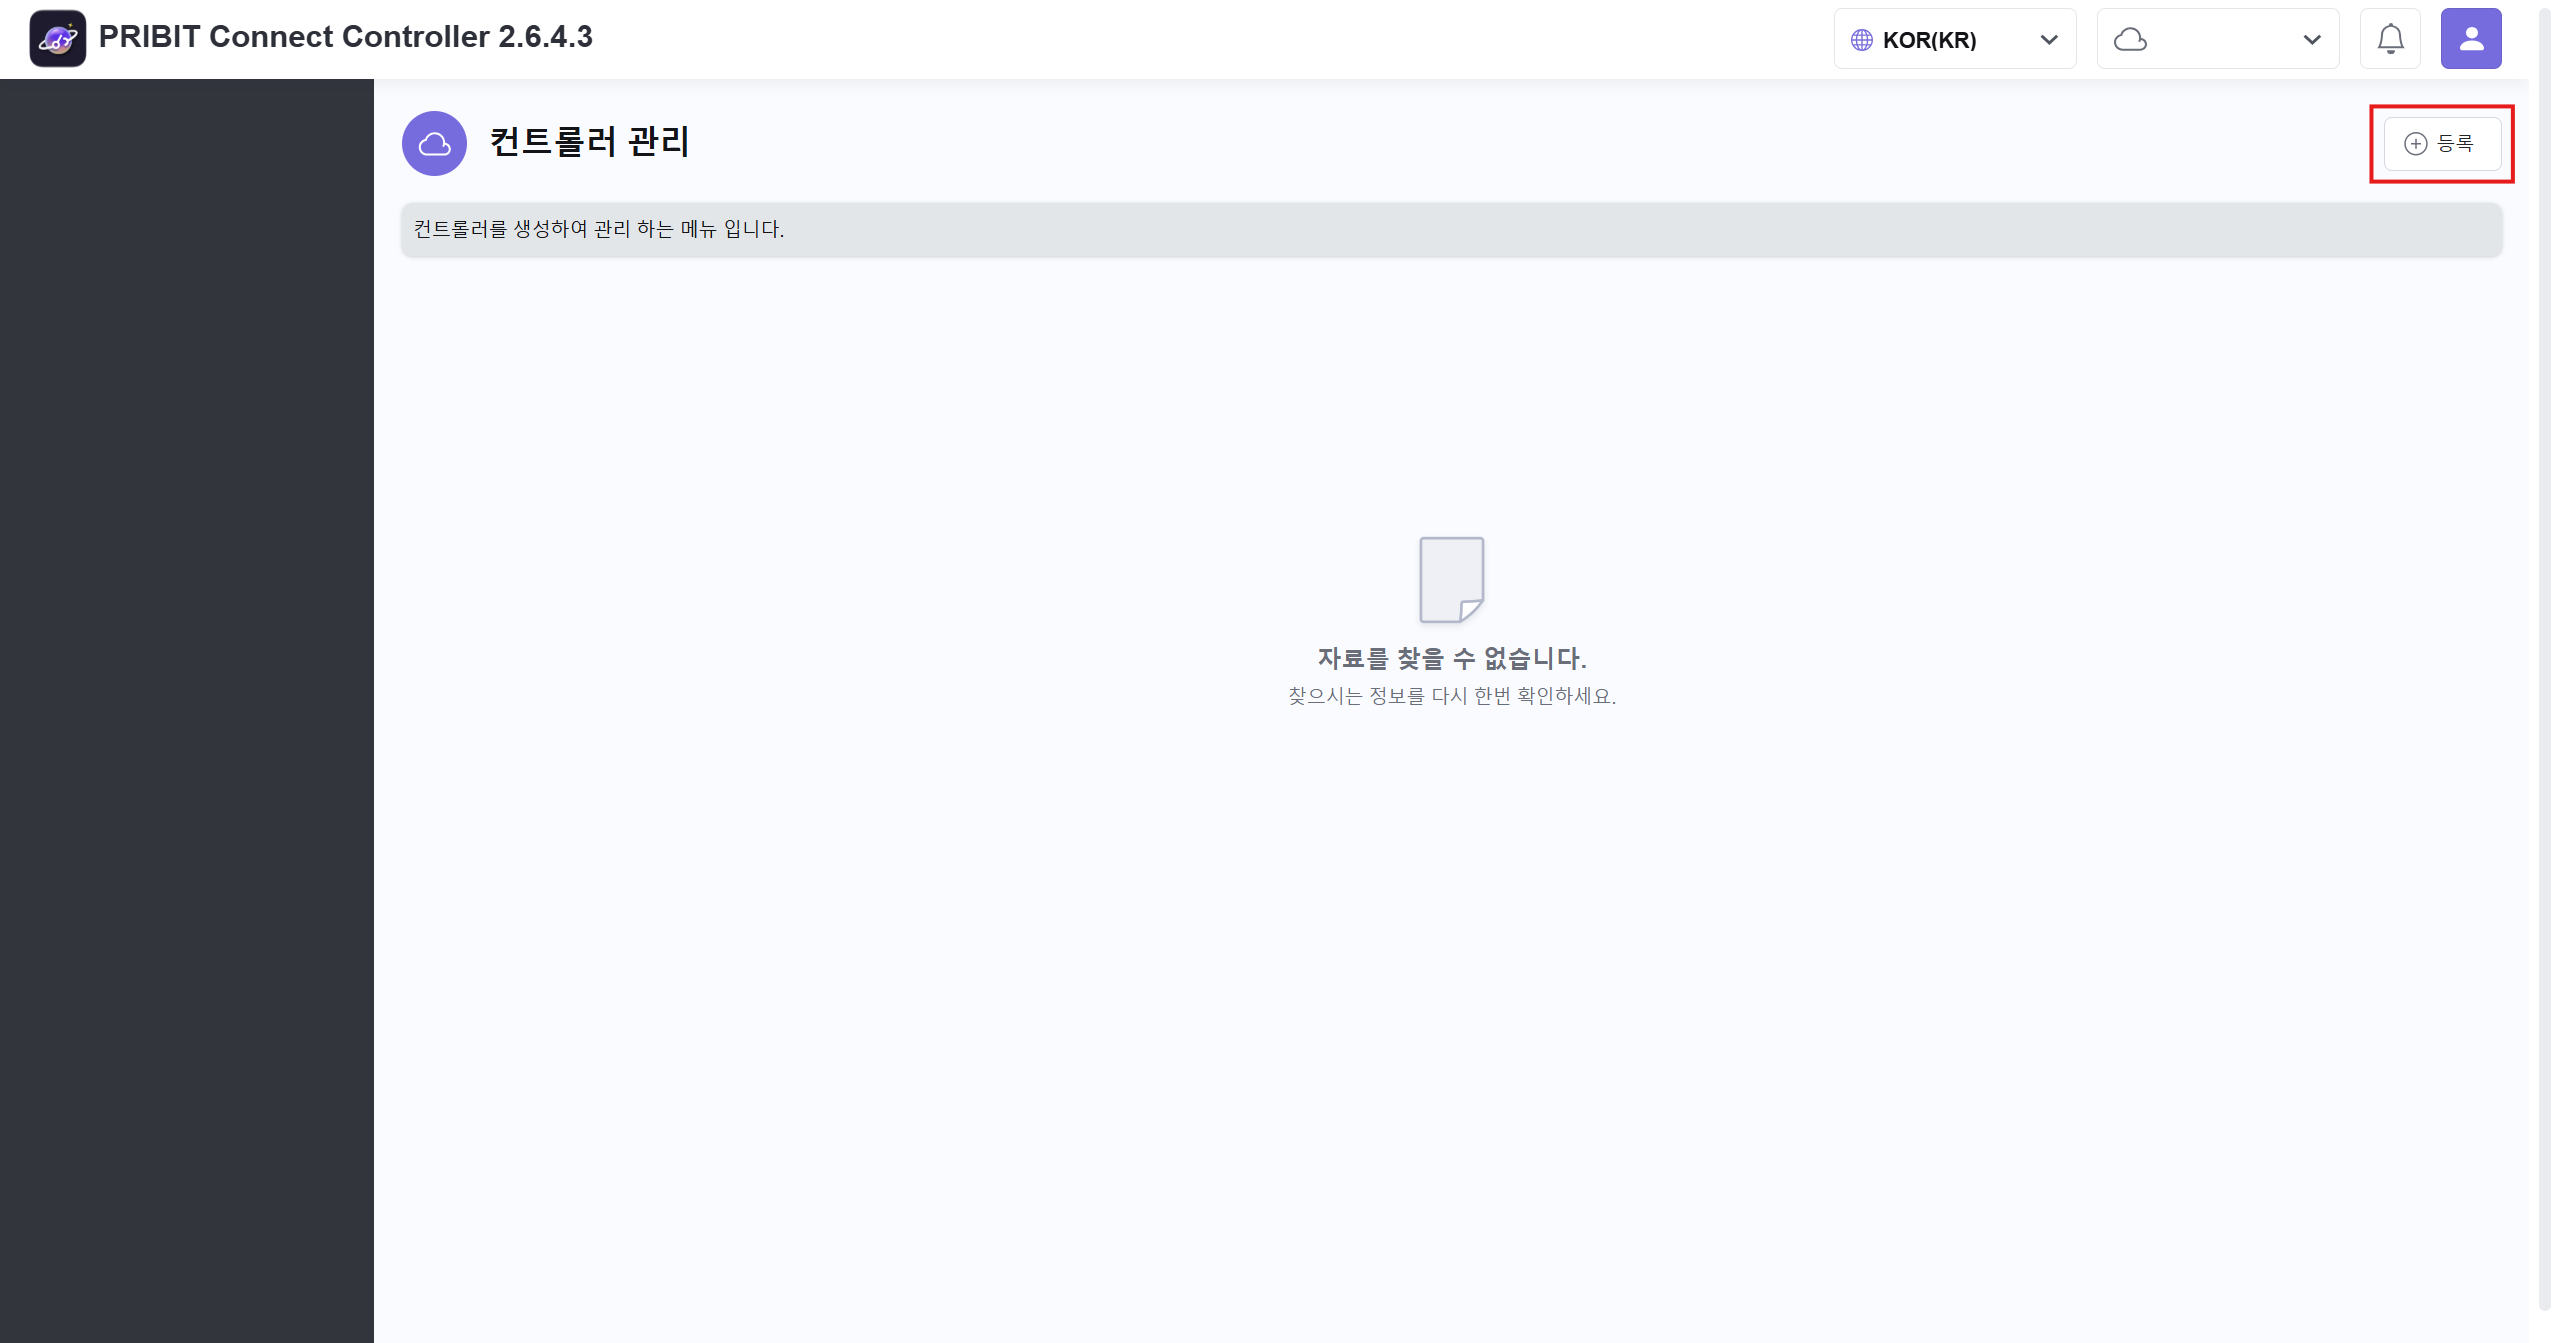 PRIBIT Connect Controller 2.6.4.3
KOR(KR)
컨트롤러 관리
등록
컨트롤러를 생성하여 관리 하는 메뉴 입니다.
자료를 찾을 수 없습니다.
찾으시는 정보를 다시 한번 확인하세요.